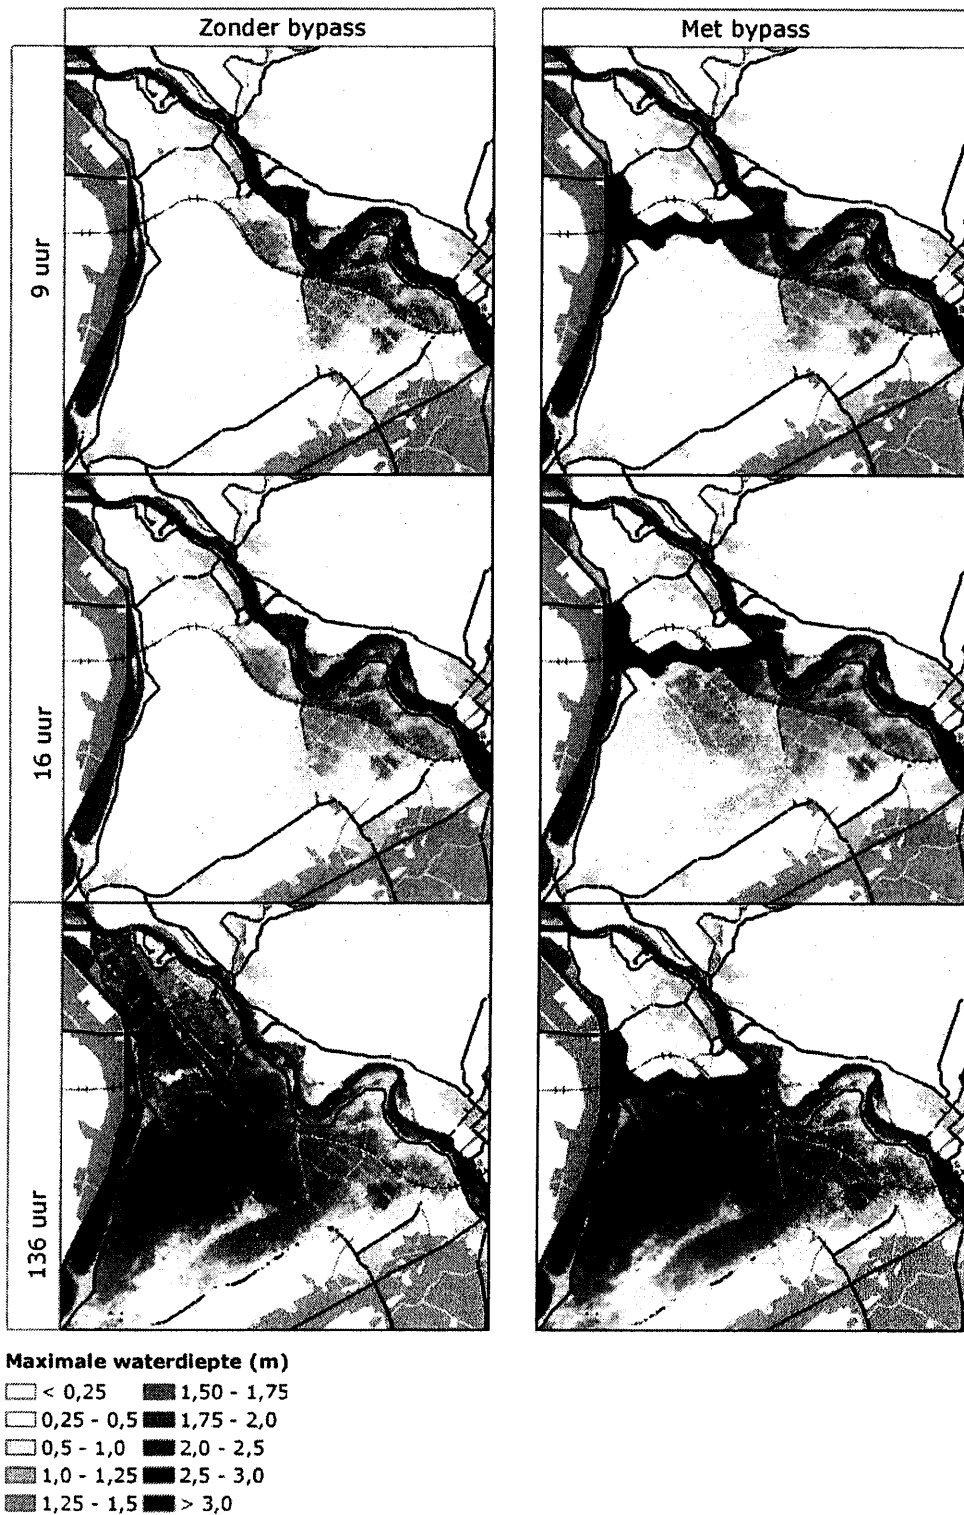 Zonder bypass
Met bypass
9 uur
16 uur
136 uur
Maximale waterdiepte (m)
< 0,25
1,50 - 1,75
0,25 - 0,5
1,75 - 2,0
0,5 - 1,0
2,0 - 2,5
1,0 - 1,25
2,5 - 3,0
1,25 - 1,5
> 3,0